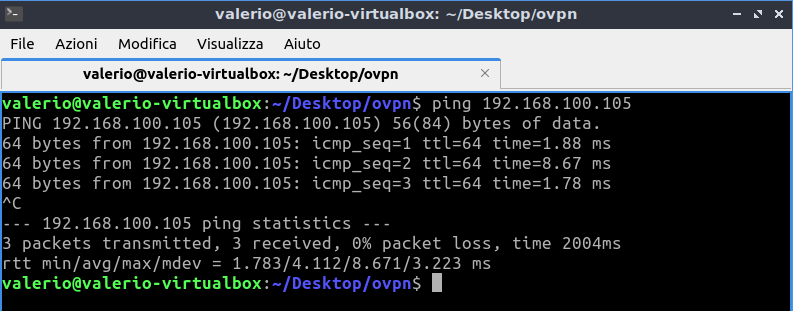 valerio@valerio-virtualbox: ~/Desktop/ovpn
File Azioni Modifica Visualizza Aiuto
valerio@valerio-virtualbox: ~/Desktop/ovpn
valerio@valerio-virtualbox:~/Desktop/ovpn$ ping 192.168.100.105
PING 192.168.100.105 (192.168.100.105) 56(84) bytes of data.
64 bytes from 192.168.100.105: icmp_seq=1 ttl=64 time=1.88 ms
64 bytes from 192.168.100.105: icmp_seq=2 ttl=64 time=8.67 ms
64 bytes from 192.168.100.105: icmp_seq=3 ttl=64 time=1.78 ms
^C
--- 192.168.100.105 ping statistics ---
3 packets transmitted, 3 received, 0% packet loss, time 2004ms
rtt min/avg/max/mdev = 1.783/4.112/8.671/3.223 ms
valerio@valerio-virtualbox:~/Desktop/ovpn$